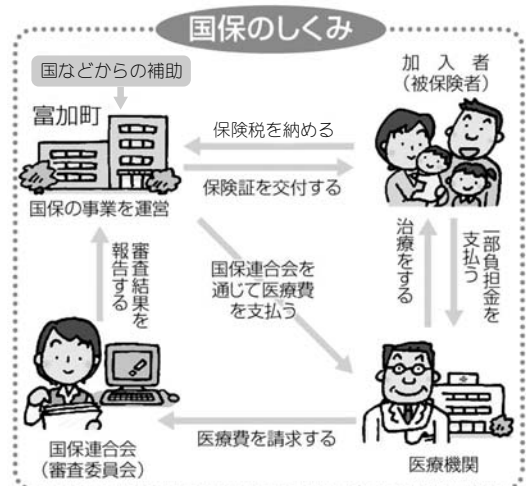 国保のしくみ
国などからの補助
富加町
国保の事業を運営
加入者
（被保険者）
保険税を納める
保険証を交付する
治療をする
一部負担金を
支払う
国保連合会を
通じて医療費
を支払う
審査結果を
報告する
医療費を請求する
国保連合会
（審査委員会）
医療機関